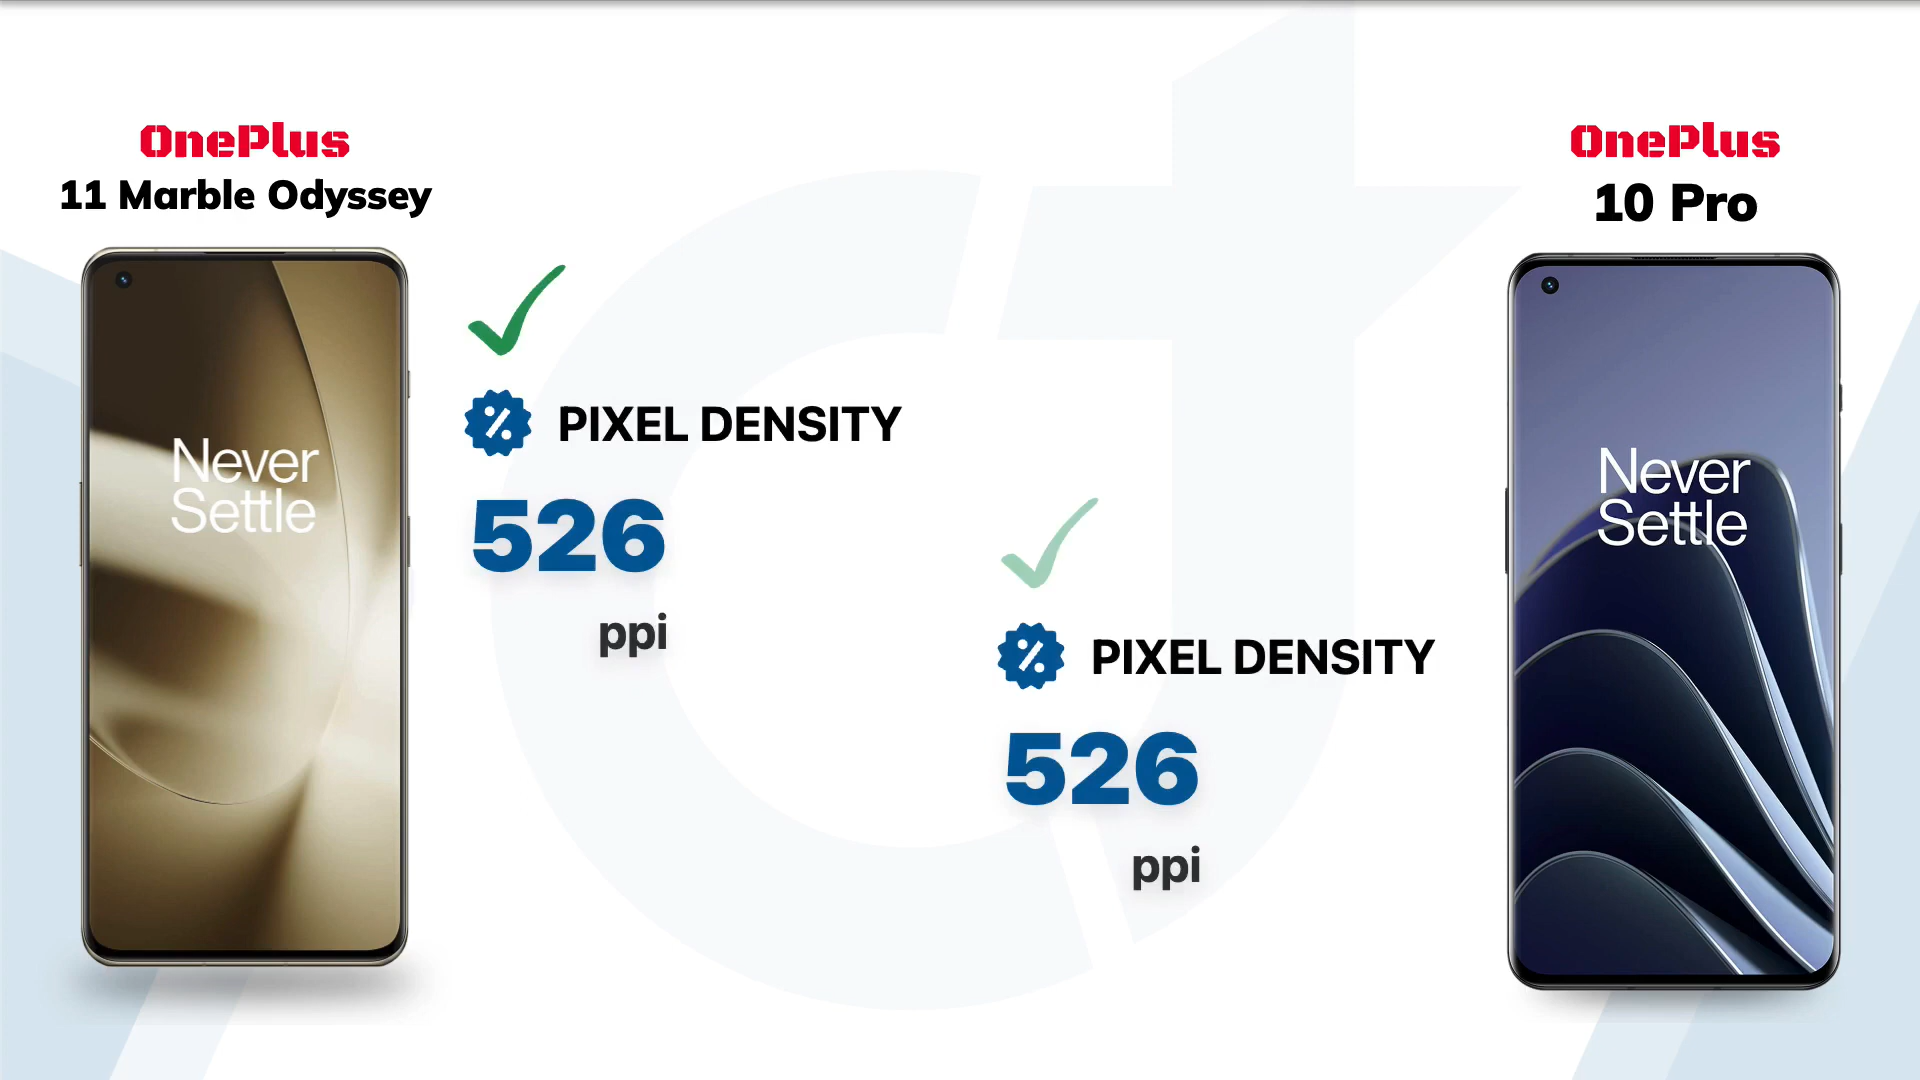 OnePlus
11 Marble Odyssey
Never
Settle
PIXEL DENSITY
526
ppi
PIXEL DENSITY
526
ppi
OnePlus
10 Pro
Never
Settle